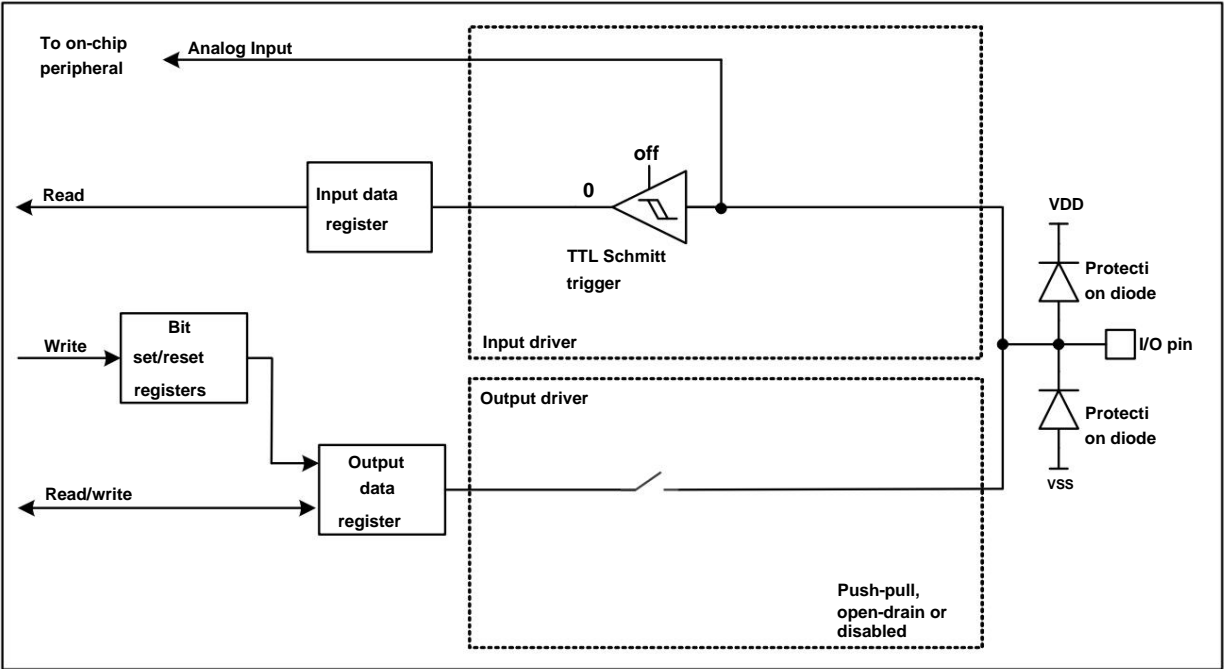 To on-chip
peripheral
Analog Input
off
0
Read
Input data
register
TTL Schmitt
trigger
VDD
Protecti
on diode
Write
Bit
set/reset
registers
Input driver
I/O pin
Output driver
Protecti
on diode
VSS
Output
data
register
Read/write
Push-pull,
open-drain or
disabled